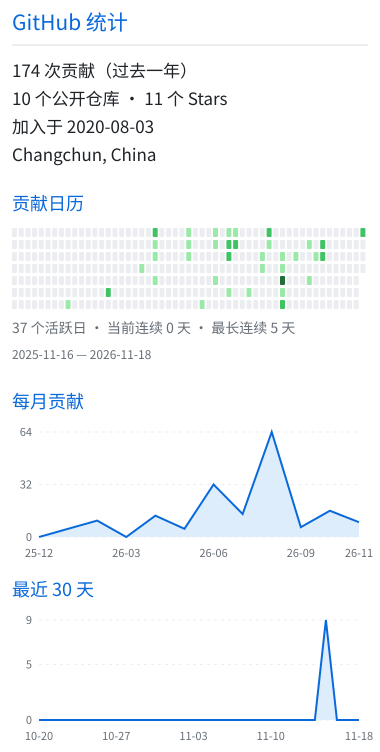 GitHub 统计
174 次贡献（过去一年）
10 个公开仓库 • 11 个 Stars
加入于 2020-08-03
Changchun, China
贡献日历
37 个活跃日 • 当前连续 0 天 • 最长连续 5 天
2025-11-16 — 2026-11-18
每月贡献
64
32
0
25-12 26-03 26-06 26-09 26-11
最近 30 天
9
5
0
10-20 10-27 11-03 11-10 11-18